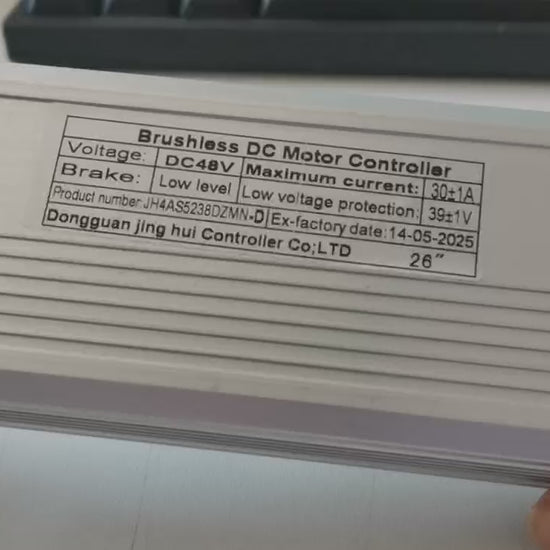 Brushless DC Motor Controller
Voltage: DC48V Maximum current: 30±1A
Brake: Low level Low voltage protection: 39±1V
Product number:JH4AS5238DZMN-D Ex-factory date:14-05-2025
Dongguan jing hui Controller Co;LTD 26"